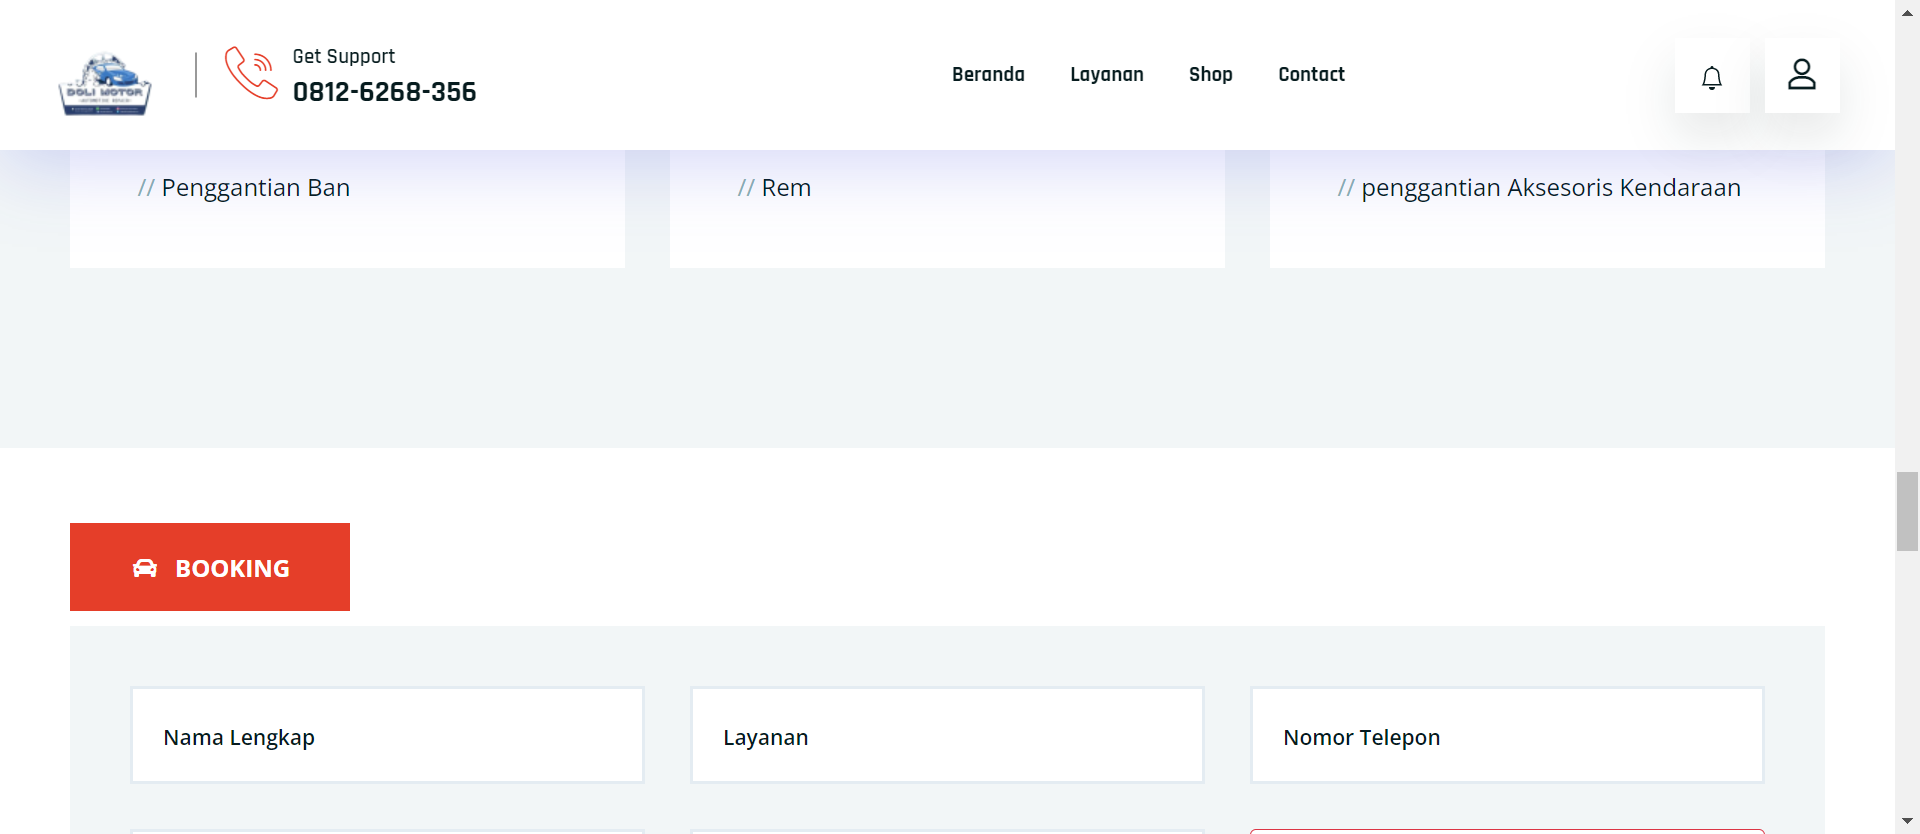 DOLI MOTOR
Get Support
0812-6268-356
Beranda
Layanan
Shop
Contact
// Penggantian Ban
// Rem
// penggantian Aksesoris Kendaraan
BOOKING
Nama Lengkap
Layanan
Nomor Telepon